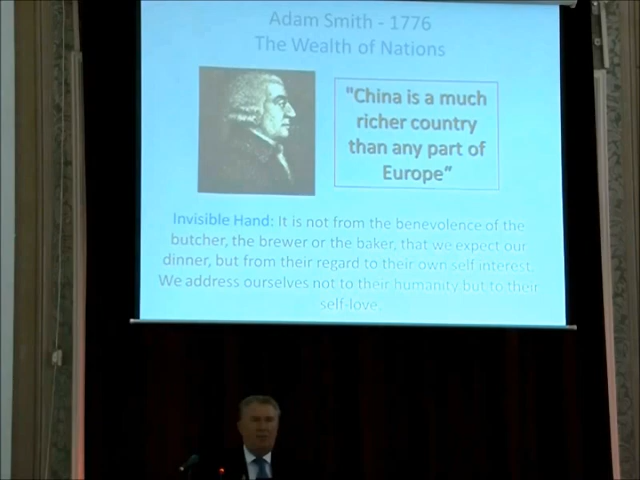 Adam Smith - 1776
The Wealth of Nations
"China is a much
richer country
than any part of
Europe”
Invisible Hand: It is not from the benevolence of the
butcher, the brewer or the baker, that we expect our
dinner, but from their regard to their own self interest.
We address ourselves not to their humanity but to their
self-love.